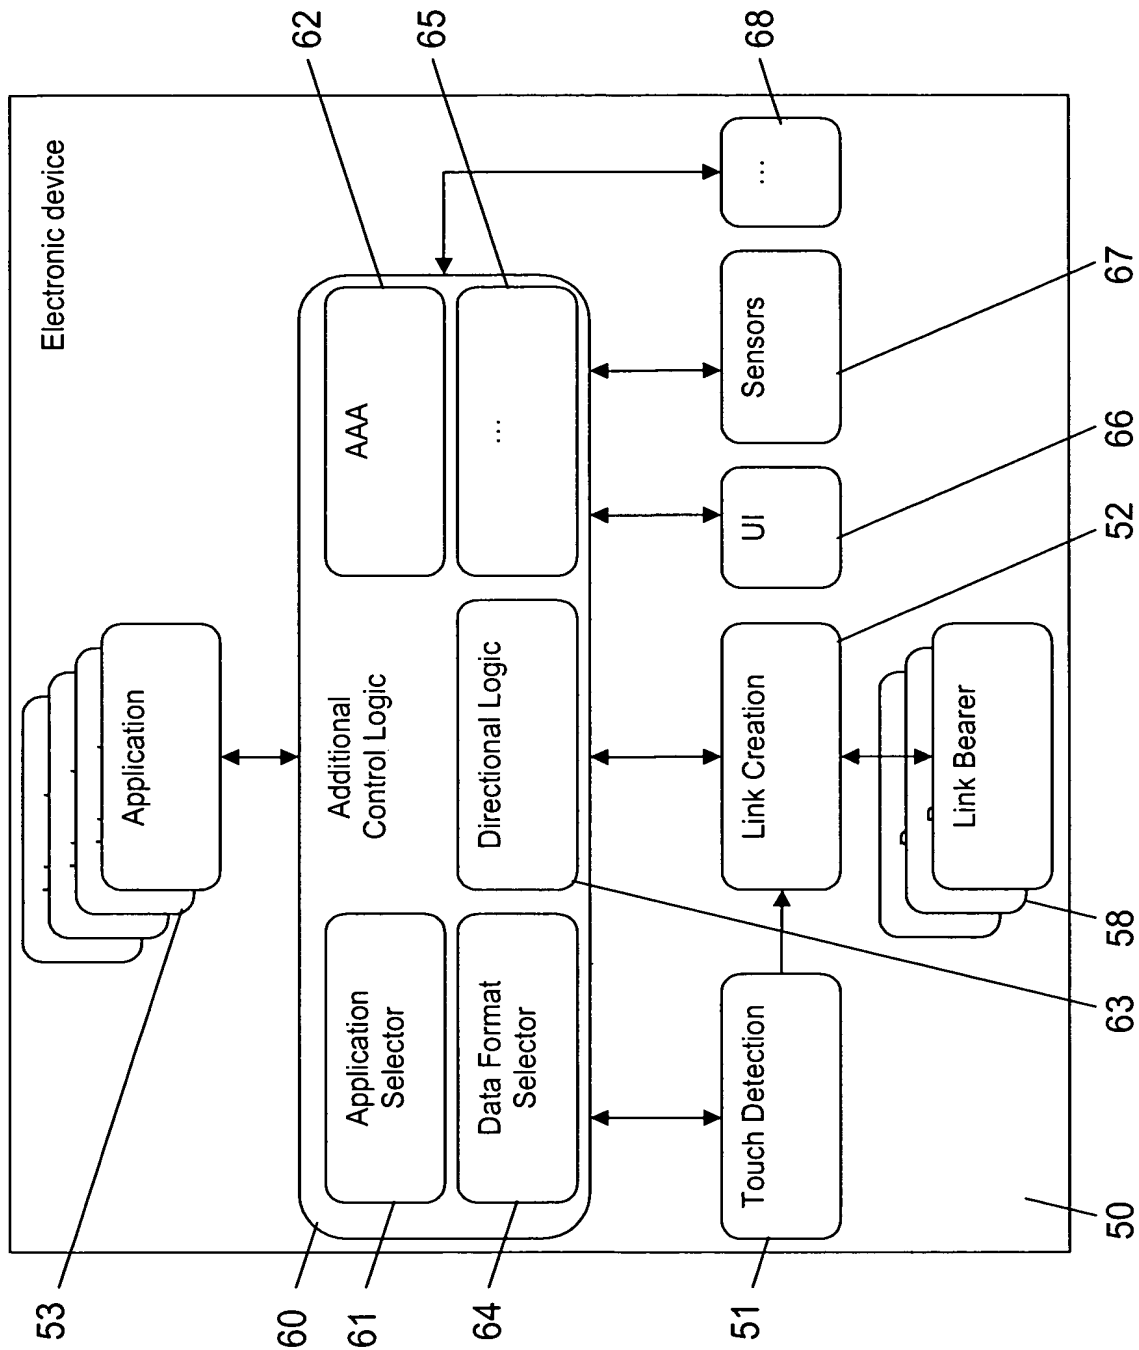 Electronic device
Application
Additional
Control Logic
Application
Selector
AAA
Data Format
Selector
Directional Logic
...
Touch Detection
Link Creation
UI
Sensors
...
Link Bearer
53
60
61
64
51
62
65
68
50
63
58
52
66
67